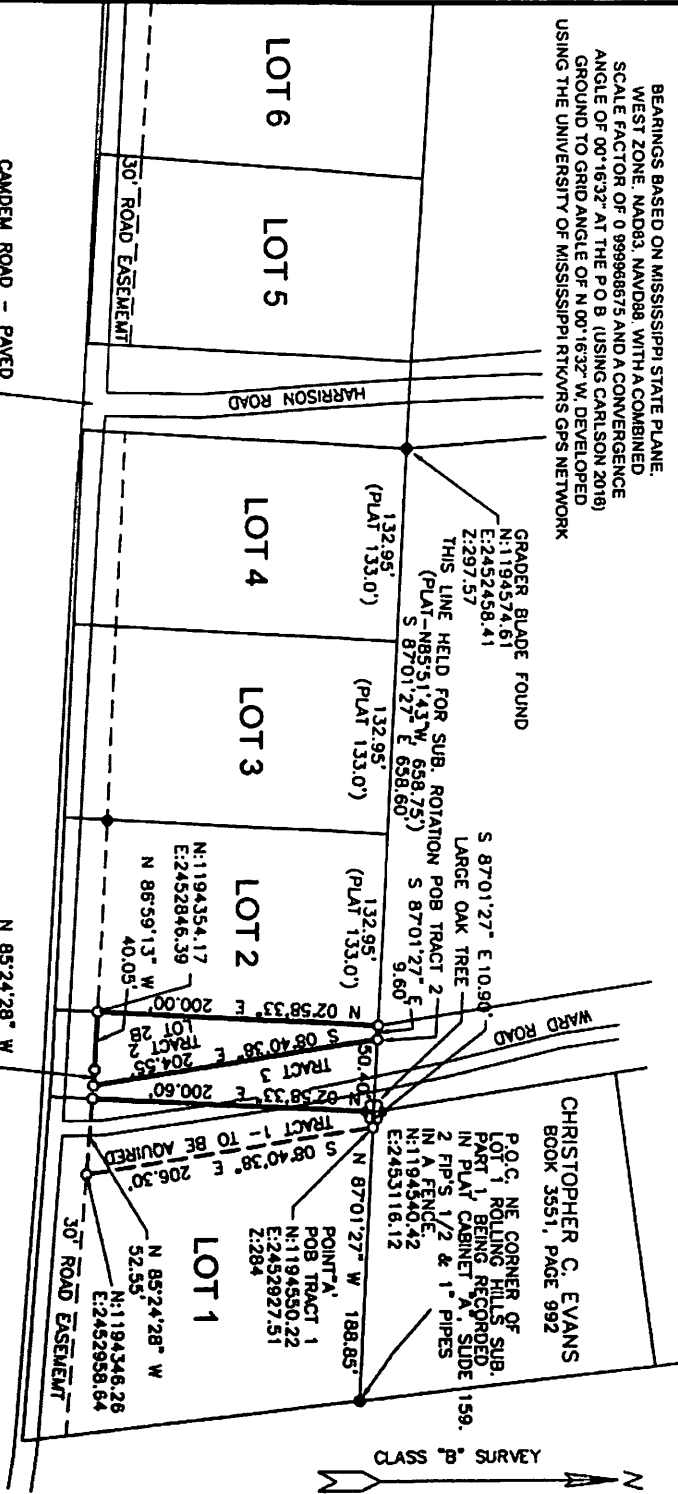 BEARINGS BASED ON MISSISSIPPI STATE PLANE,
WEST ZONE, NAD83, NAVD88, WITH A COMBINED
SCALE FACTOR OF 0 999968675 AND A CONVERGENCE
ANGLE OF 00°16'32" AT THE P O B (USING CARLSON 2016)
GROUND TO GRID ANGLE OF N 00°16'32" W, DEVELOPED
USING THE UNIVERSITY OF MISSISSIPPI RTK/VRS GPS NETWORK
LOT 6
LOT 5
30' ROAD EASEMEMT
CAMDEM ROAD - PAVED
HARRISON ROAD
GRADER BLADE FOUND
N:1194574.61
E:2452458.41
Z:297.57
LOT 4
132.95'
(PLAT 133.0')
THIS LINE HELD FOR SUB. ROTATION
(PLAT-N85°51'43"W, 658.75')
S 87°01'27" E 658.60'
LOT 3
132.95'
(PLAT 133.0')
POB TRACT 2
S 87°01'27" E
9.60'
S 87°01'27" E 10.90'
LARGE OAK TREE
LOT 2
132.95'
(PLAT 133.0')
N:1194354.17
E:2452846.39
N 86°59'13" W
40.05'
N 02°58'33" E
200.00'
TRACT 2
LOT 2B
S 08°40'38" E
204.55'
TRACT 3
50.40'
N 02°58'33" E
200.60'
TRACT 1-
TO BE AQUIRED
S 08°40'38" E 206.30'
WARD ROAD
CHRISTOPHER C. EVANS
BOOK 3551, PAGE 992
P.O.C. NE CORNER OF
LOT 1 ROLLING HILLS SUB.
PART 1, BEING RECORDED
IN PLAT CABINET "A", SLIDE 159.
2 FIP'S 1/2 & 1" PIPES
IN A FENCE.
N:1194540.42
E:2453116.12
N 87°01'27" W 188.85'
POINT"A'
POB TRACT 1
N:1194550.22
E:2452927.51
Z:284
LOT 1
N 85°24'28" W
52.55'
N:1194346.26
E:2452958.64
30' ROAD EASEMEMT
N 85°24'28" W
CLASS "B" SURVEY
N